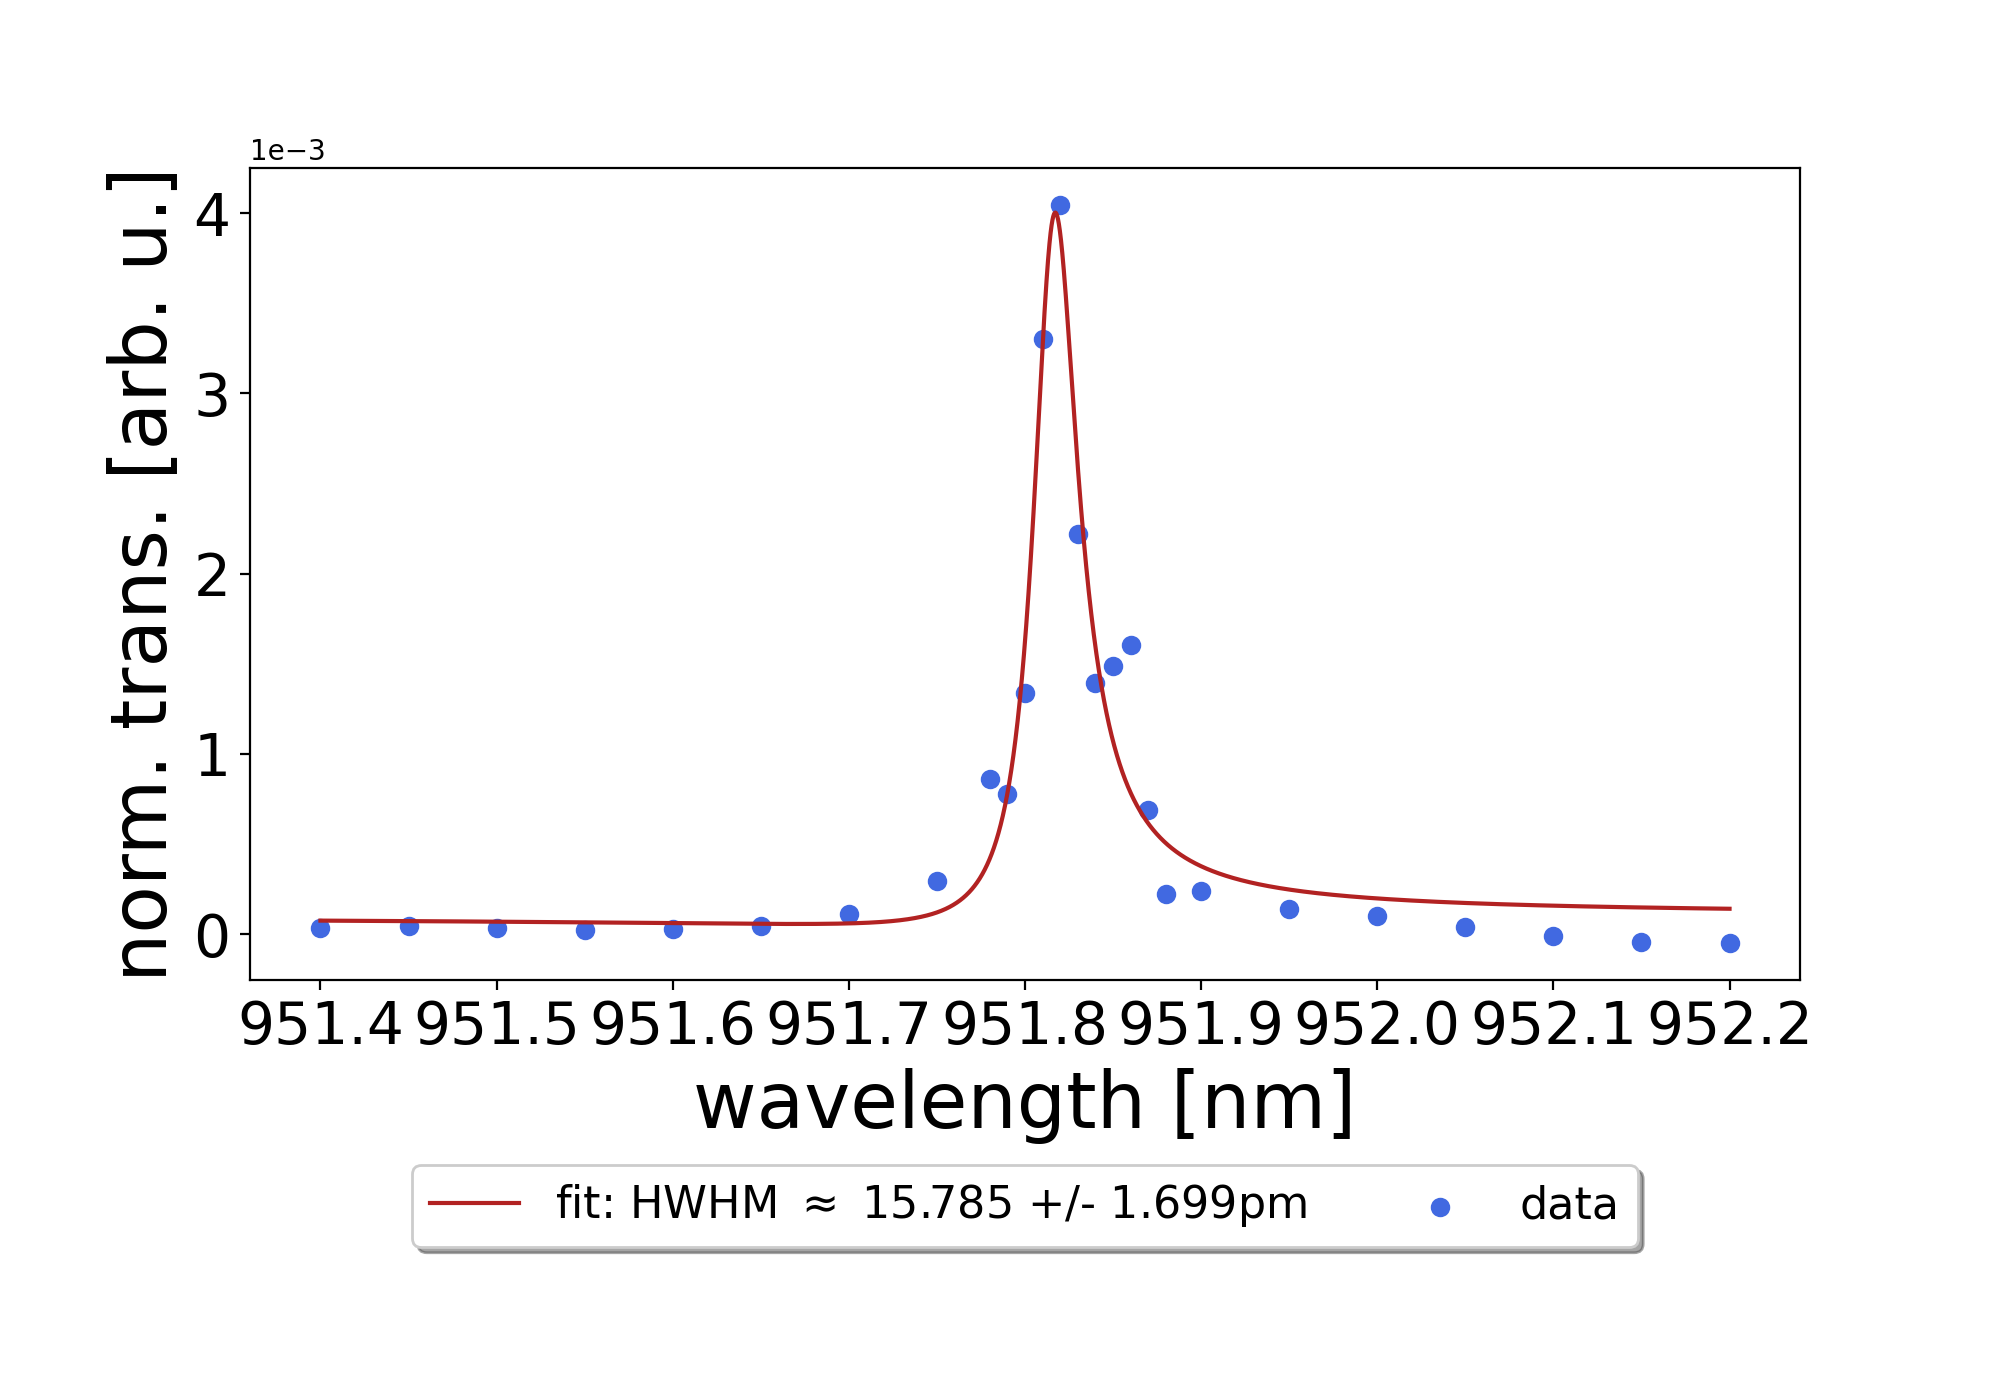 1e−3
norm. trans. [arb. u.]
4
3
2
1
0
951.4 951.5 951.6 951.7 951.8 951.9 952.0 952.1 952.2
wavelength [nm]
fit: HWHM ≈ 15.785 +/- 1.699pm data